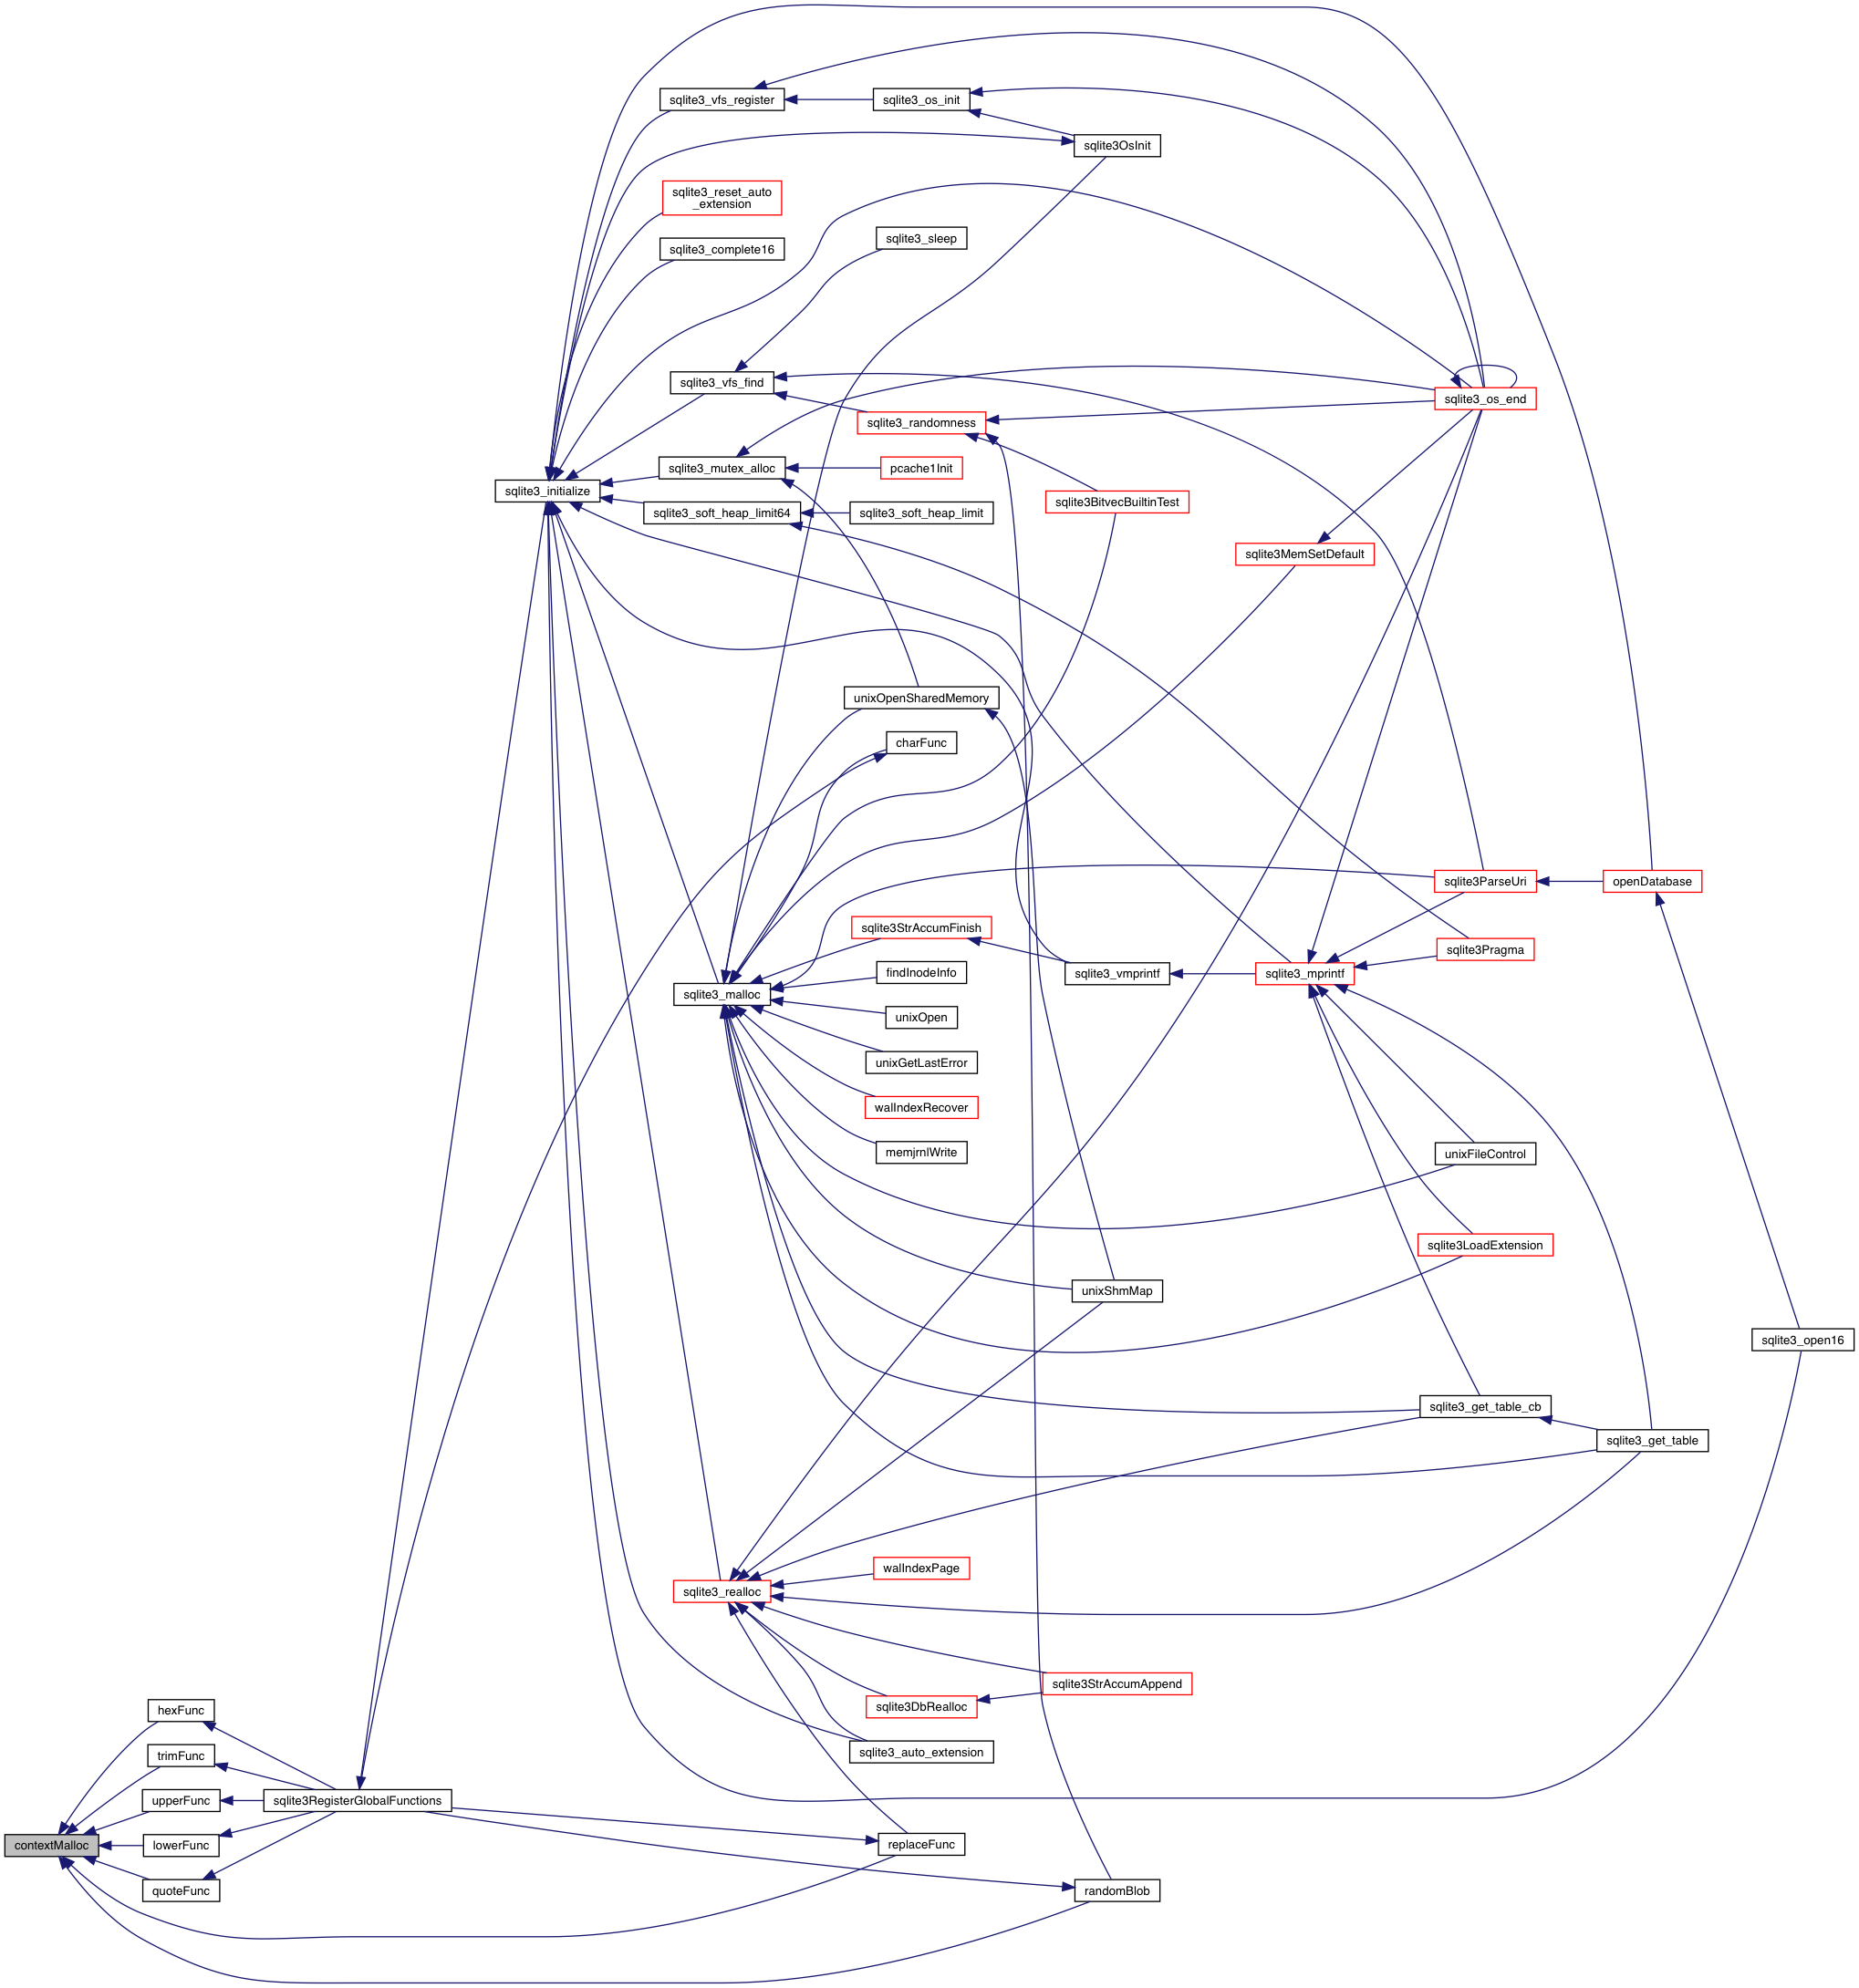 sqlite3_vfs_register
sqlite3_os_init
sqlite3OsInit
sqlite3_reset_auto
_extension
sqlite3_complete16
sqlite3_sleep
sqlite3_vfs_find
sqlite3_os_end
sqlite3_randomness
sqlite3_mutex_alloc
pcache1Init
sqlite3_initialize
sqlite3BitvecBuiltinTest
sqlite3_soft_heap_limit64
sqlite3_soft_heap_limit
sqlite3MemSetDefault
unixOpenSharedMemory
charFunc
sqlite3ParseUri
openDatabase
sqlite3StrAccumFinish
sqlite3Pragma
findInodeInfo
sqlite3_vmprintf
sqlite3_mprintf
sqlite3_malloc
unixOpen
unixGetLastError
walIndexRecover
memjrnlWrite
unixFileControl
sqlite3LoadExtension
unixShmMap
sqlite3_open16
sqlite3_get_table_cb
sqlite3_get_table
walIndexPage
sqlite3_realloc
sqlite3StrAccumAppend
sqlite3DbRealloc
hexFunc
trimFunc
sqlite3_auto_extension
upperFunc
sqlite3RegisterGlobalFunctions
contextMalloc
lowerFunc
replaceFunc
quoteFunc
randomBlob